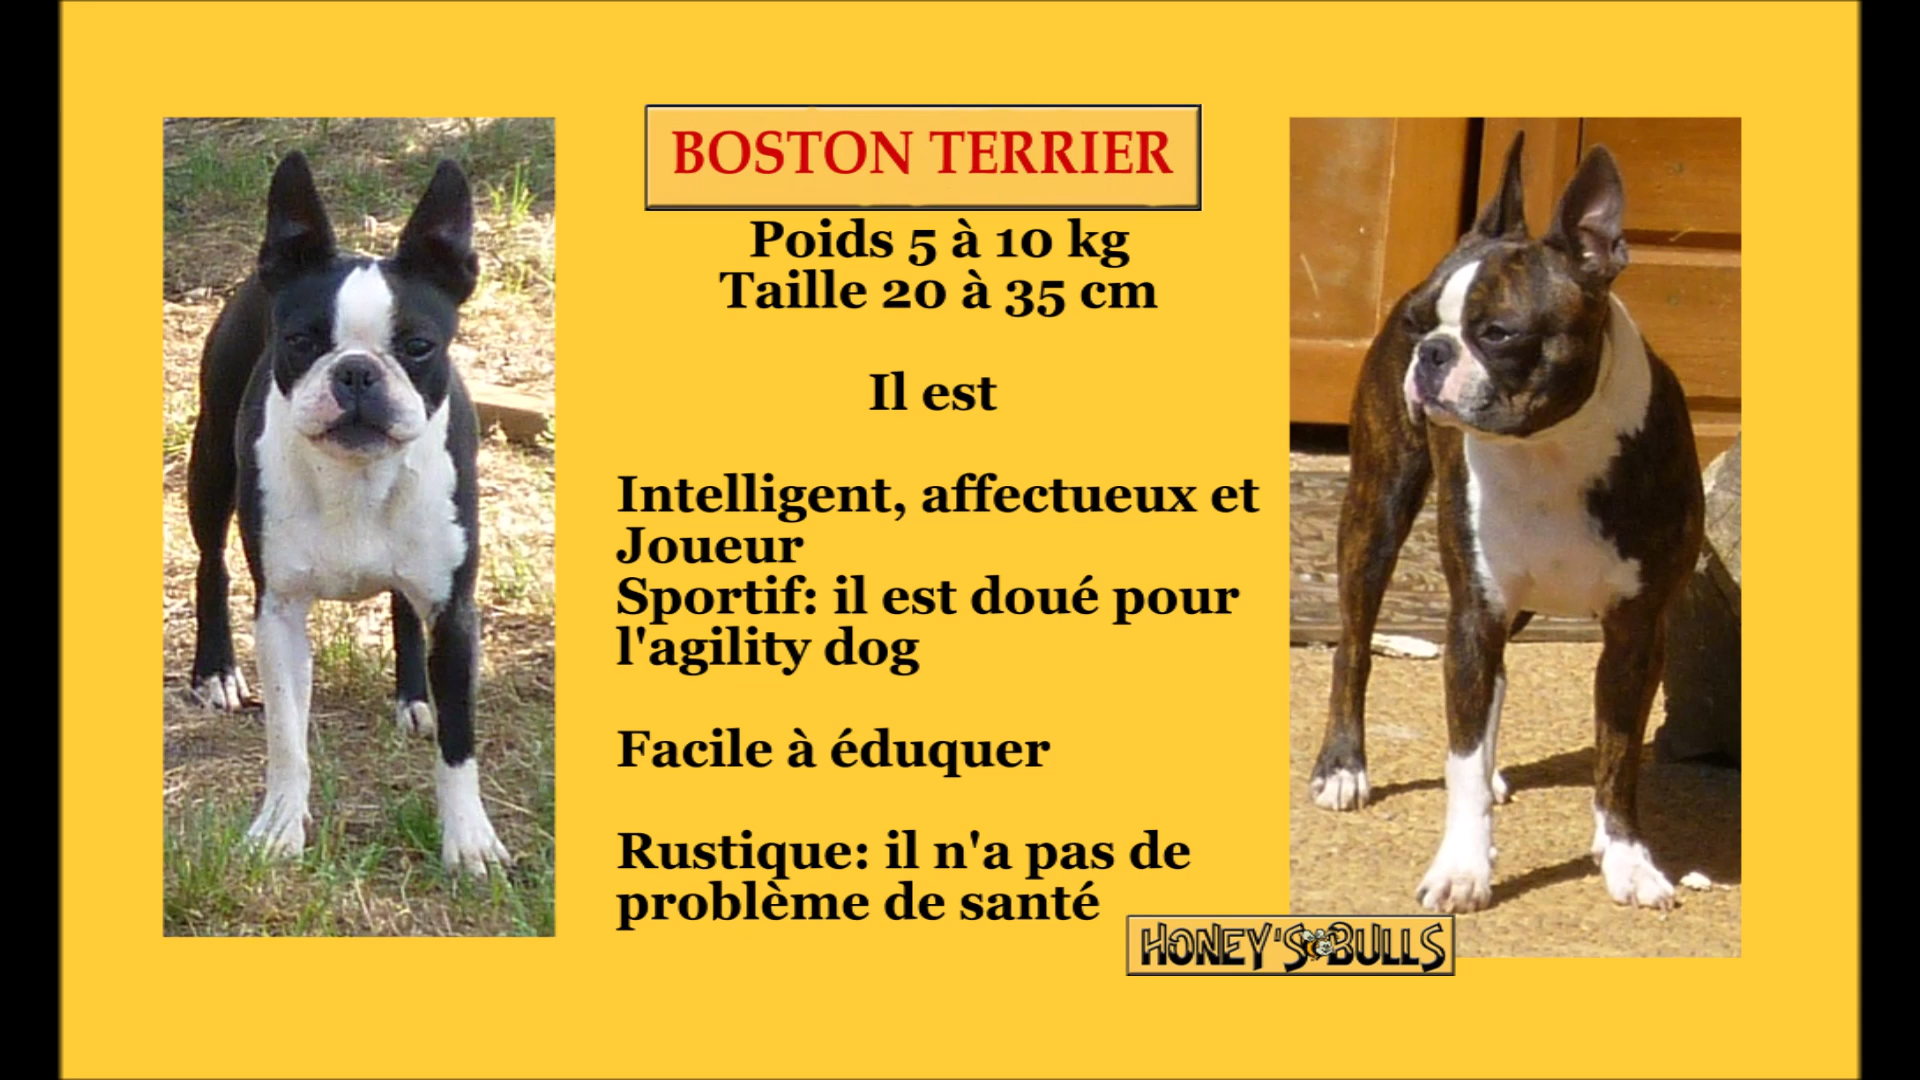 BOSTON TERRIER
Poids 5 à 10 kg
Taille 20 à 35 cm
Il est
Intelligent, affectueux et
Joueur
Sportif: il est doué pour
l'agility dog
Facile à éduquer
Rustique: il n'a pas de
problème de santé
HONEY'S BULLS